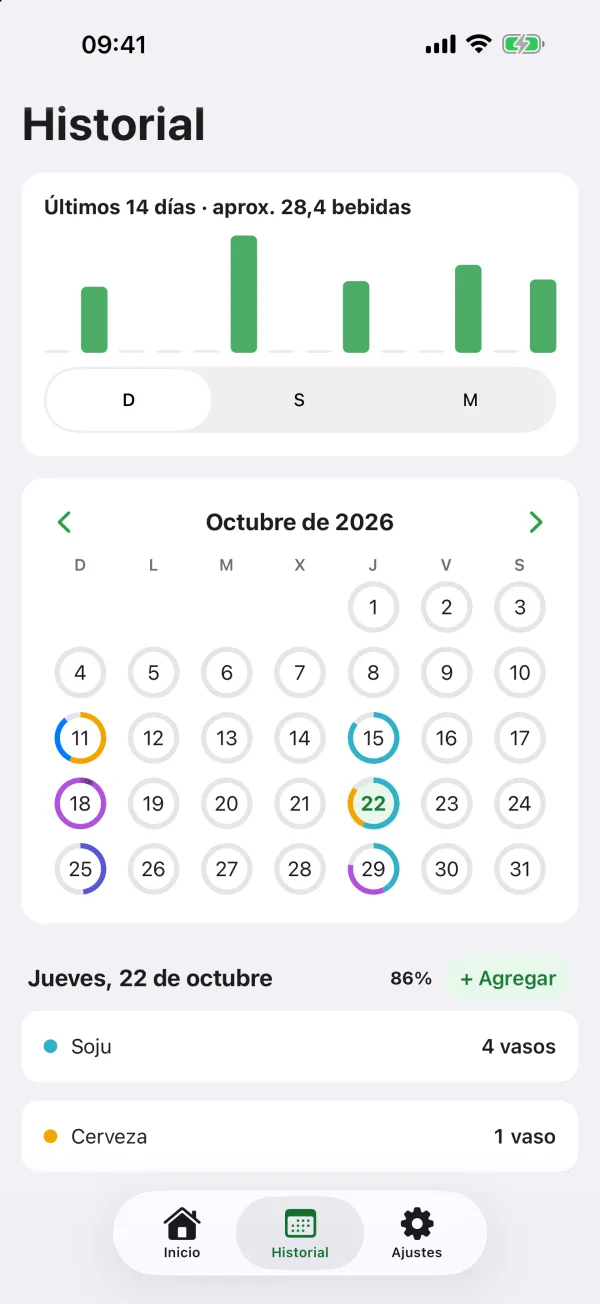 09:41
Historial
Últimos 14 días · aprox. 28,4 bebidas
D S M
Octubre de 2026
D L M X J V S
1 2 3
4 5 6 7 8 9 10
11 12 13 14 15 16 17
18 19 20 21 22 23 24
25 26 27 28 29 30 31
Jueves, 22 de octubre 86% + Agregar
Soju 4 vasos
Cerveza 1 vaso
Inicio Historial Ajustes